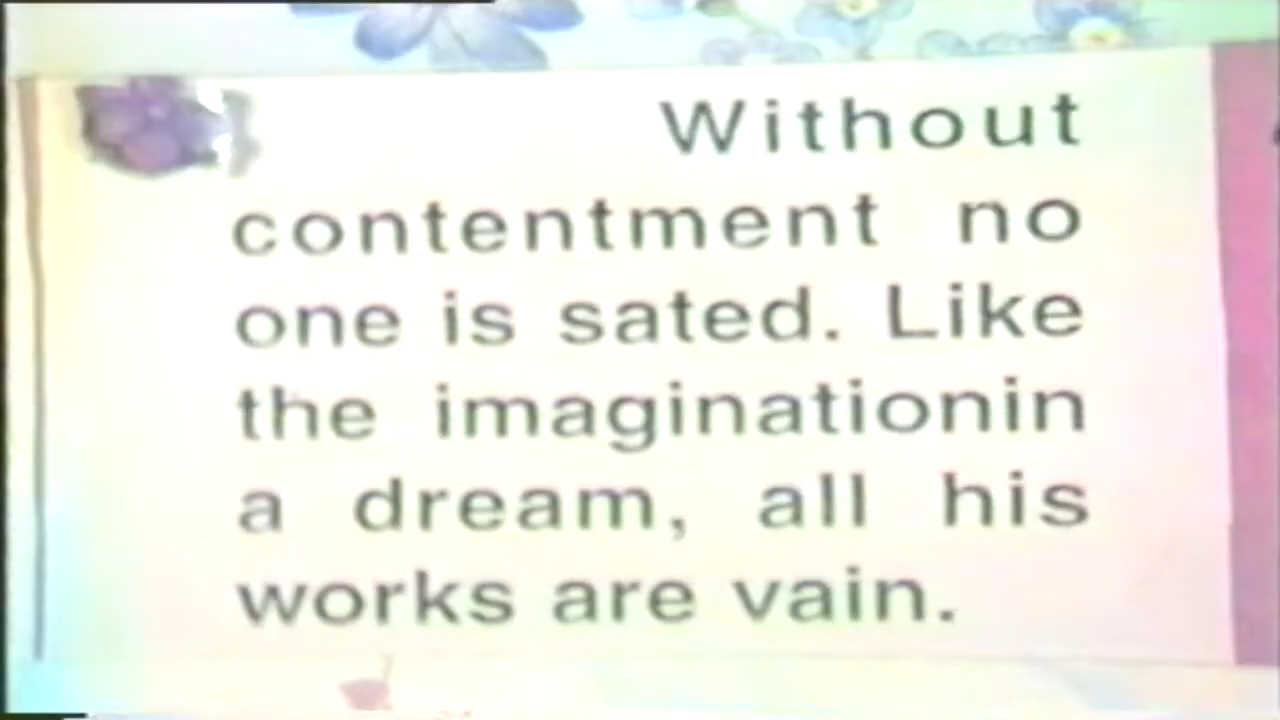 Without
contentment no
one is sated. Like
the imaginationin
a dream, all his
works are vain.